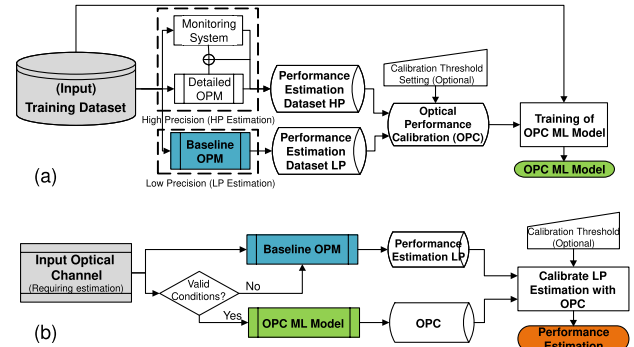 Monitoring
System
(Input)
Training Dataset
Detailed
OPM
High Precision (HP Estimation)
Performance
Estimation
Dataset HP
Calibration Threshold
Setting (Optional)
Optical
Performance
Calibration (OPC)
Training of
OPC ML Model
Baseline
OPM
Low Precision (LP Estimation)
Performance
Estimation
Dataset LP
OPC ML Model
(a)
Input Optical
Channel
(Requiring estimation)
Baseline OPM
Performance
Estimation LP
Calibration Threshold
(Optional)
Valid
Conditions?
No
Yes
OPC ML Model
OPC
Calibrate LP
Estimation with
OPC
Performance
Estimation
(b)